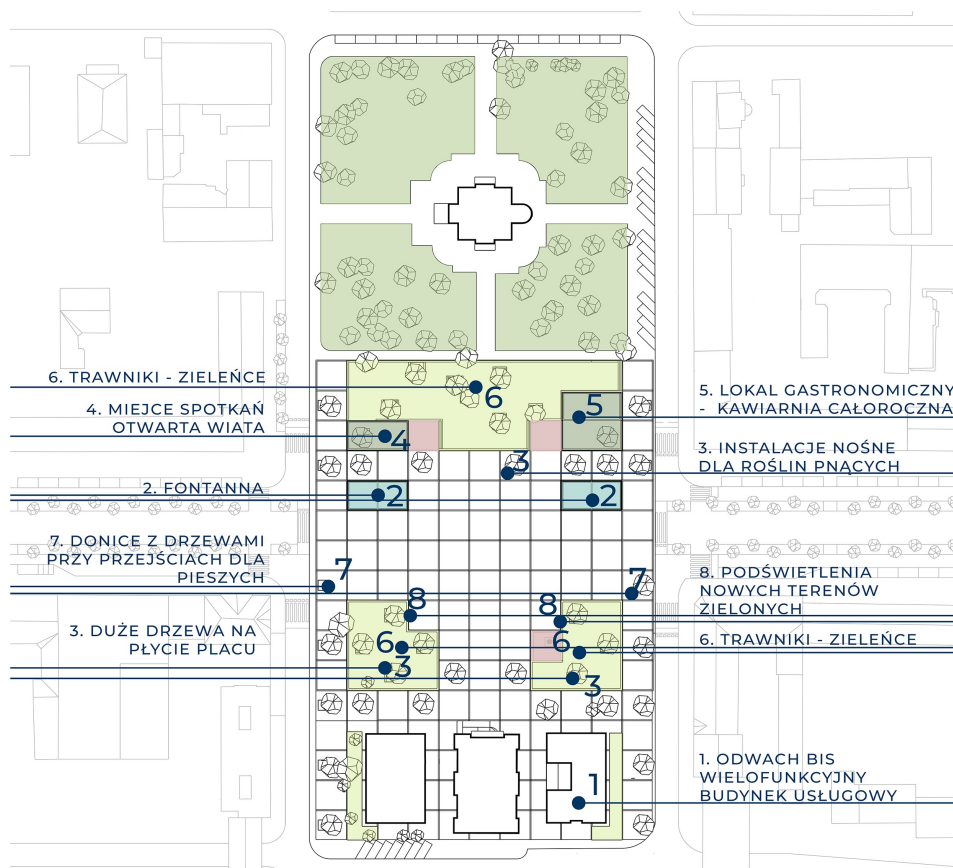 6. TRAWNIKI - ZIELEŃCE
4. MIEJCE SPOTKAŃ
OTWARTA WIATA
2. FONTANNA
7. DONICE Z DRZEWAMI
PRZY PRZEJŚCIACH DLA
PIESZYCH
3. DUŻE DRZEWA NA
PŁYCIE PLACU
6
5
4
3
2
2
7
7
8
8
6
6
3
3
1
5. LOKAL GASTRONOMICZNY
- KAWIARNIA CAŁOROCZNA
3. INSTALACJE NOŚNE
DLA ROŚLIN PNĄCYCH
8. PODŚWIETLENIA
NOWYCH TERENÓW
ZIELONYCH
6. TRAWNIKI - ZIELEŃCE
1. ODWACH BIS
WIELOFUNKCYJNY
BUDYNEK USŁUGOWY